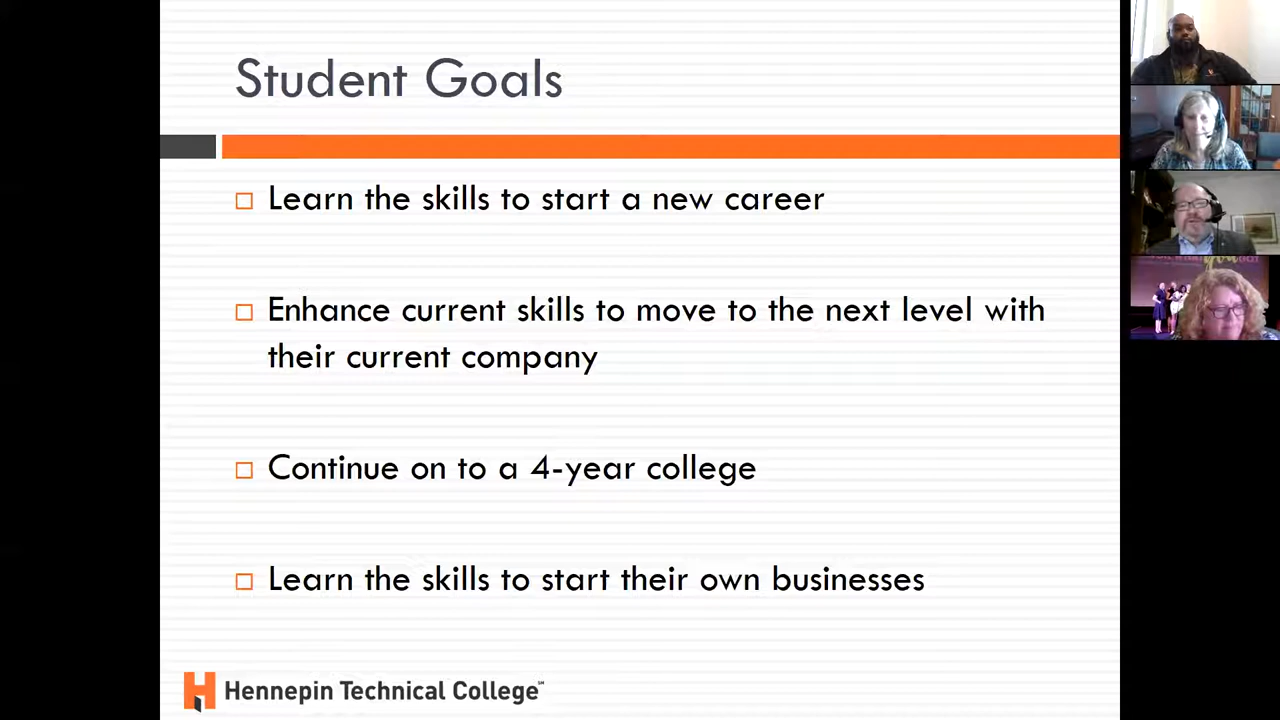 Student Goals
Learn the skills to start a new career
Enhance current skills to move to the next level with
their current company
Continue on to a 4-year college
Learn the skills to start their own businesses
Hennepin Technical College